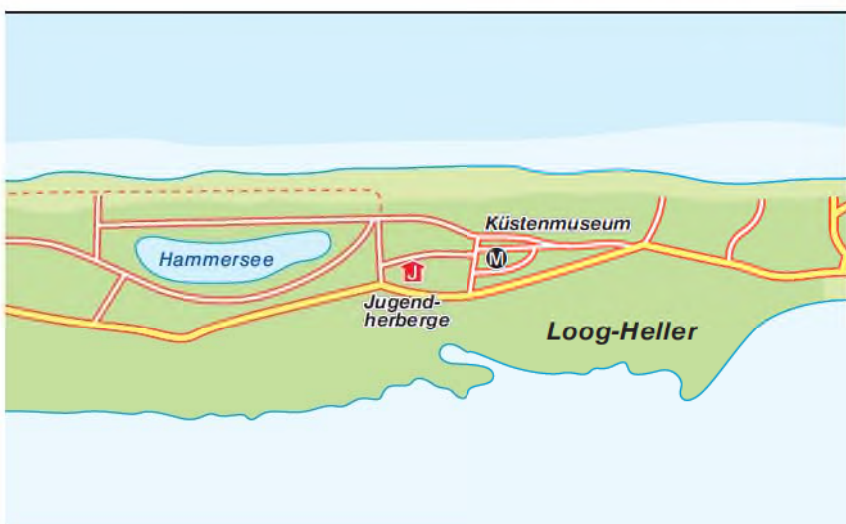 Küstenmuseum
M
Hammersee
J
Jugend-
herberge
Loog-Heller